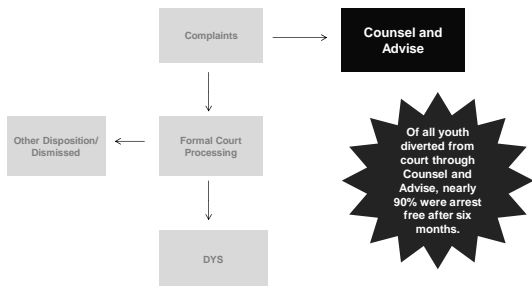 Complaints
Counsel and
Advise
Other Disposition/
Dismissed
Formal Court
Processing
Of all youth
diverted from
court through
Counsel and
Advise, nearly
90% were arrest
free after six
months.
DYS